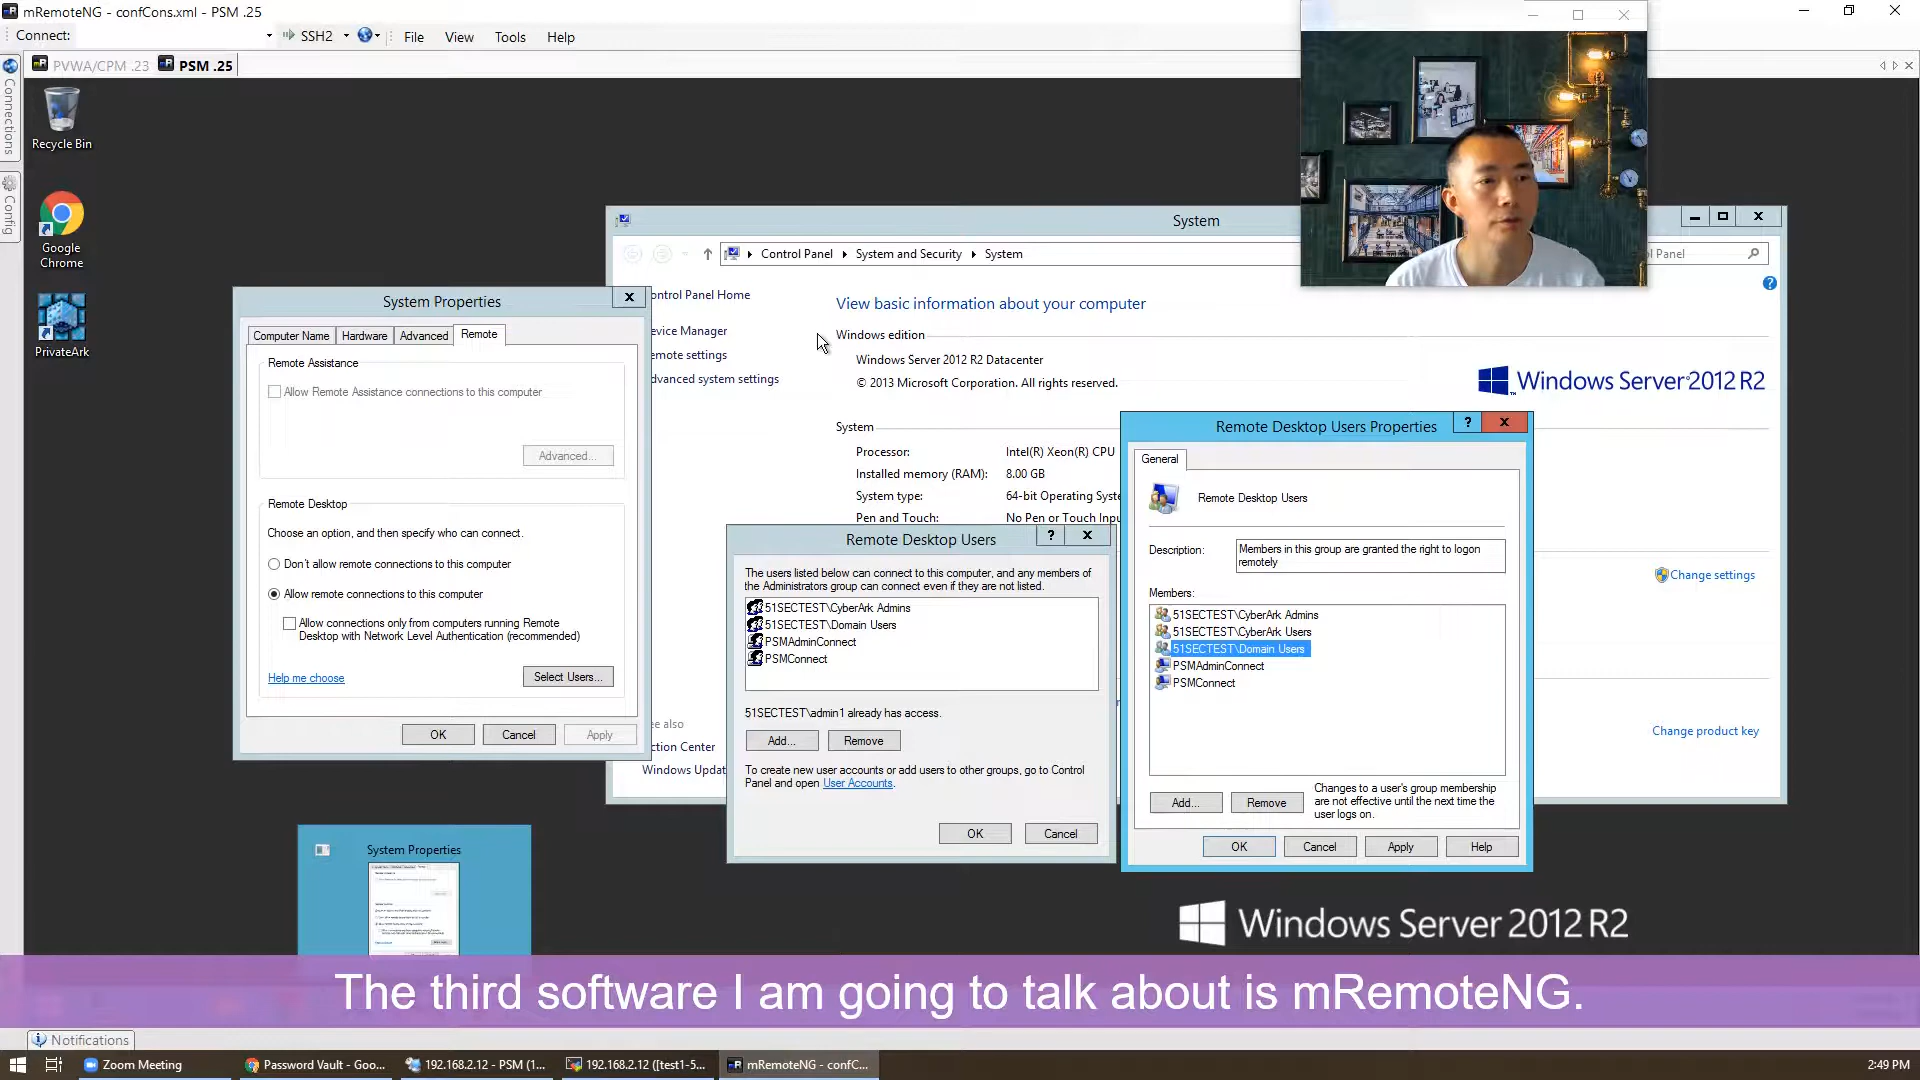 mRemoteNG - confCons.xml - PSM .25
Connect:
SSH2
File View Tools Help
PVWA/CPM .23 PSM .25
Connections
Config
Recycle Bin
Google Chrome
PrivateArk
System
Control Panel System and Security System
Panel
ontrol Panel Home
evice Manager
emote settings
dvanced system settings
View basic information about your computer
Windows edition
Windows Server 2012 R2 Datacenter
© 2013 Microsoft Corporation. All rights reserved.
Windows Server 2012 R2
System
Processor: Intel(R) Xeon(R) CPU
Installed memory (RAM): 8.00 GB
System type: 64-bit Operating Syste
Pen and Touch: No Pen or Touch Inpu
Change settings
Change product key
ee also
ction Center
Windows Updat
System Properties
Computer Name Hardware Advanced Remote
Remote Assistance
Allow Remote Assistance connections to this computer
Advanced...
Remote Desktop
Choose an option, and then specify who can connect.
Don't allow remote connections to this computer
Allow remote connections to this computer
Allow connections only from computers running Remote
Desktop with Network Level Authentication (recommended)
Help me choose
Select Users...
OK Cancel Apply
Remote Desktop Users
The users listed below can connect to this computer, and any members of
the Administrators group can connect even if they are not listed.
51SECTEST\CyberArk Admins
51SECTEST\Domain Users
PSMAdminConnect
PSMConnect
51SECTEST\admin1 already has access.
Add... Remove
To create new user accounts or add users to other groups, go to Control
Panel and open User Accounts.
OK Cancel
Remote Desktop Users Properties
General
Remote Desktop Users
Description: Members in this group are granted the right to logon
remotely
Members:
51SECTEST\CyberArk Admins
51SECTEST\CyberArk Users
51SECTEST\Domain Users
PSMAdminConnect
PSMConnect
Add... Remove
Changes to a user's group membership
are not effective until the next time the
user logs on.
OK Cancel Apply Help
System Properties
Windows Server 2012 R2
The third software I am going to talk about is mRemoteNG.
Notifications
Zoom Meeting
Password Vault - Goo...
192.168.2.12 - PSM (1...
192.168.2.12 ([test1-5...
mRemoteNG - confC...
2:49 PM